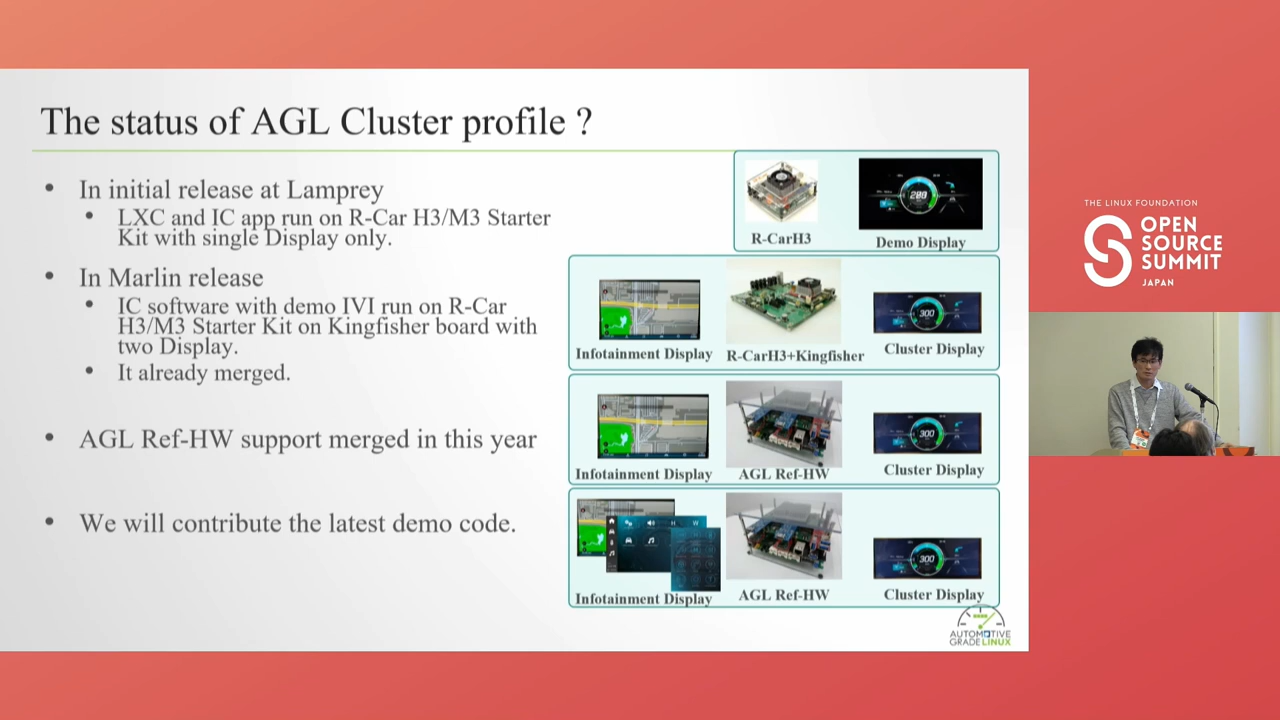 The status of AGL Cluster profile ?
• In initial release at Lamprey
• LXC and IC app run on R-Car H3/M3 Starter
Kit with single Display only.
• In Marlin release
• IC software with demo IVI run on R-Car
H3/M3 Starter Kit on Kingfisher board with
two Display.
• It already merged.
• AGL Ref-HW support merged in this year
• We will contribute the latest demo code.
R-CarH3
Demo Display
Infotainment Display
R-CarH3+Kingfisher
300
Cluster Display
Infotainment Display
AGL Ref-HW
300
Cluster Display
Infotainment Display
AGL Ref-HW
300
Cluster Display
AUTOMOTIVE
GRADELINUX
THE LINUX FOUNDATION
OPEN
SOURCE
SUMMIT
JAPAN